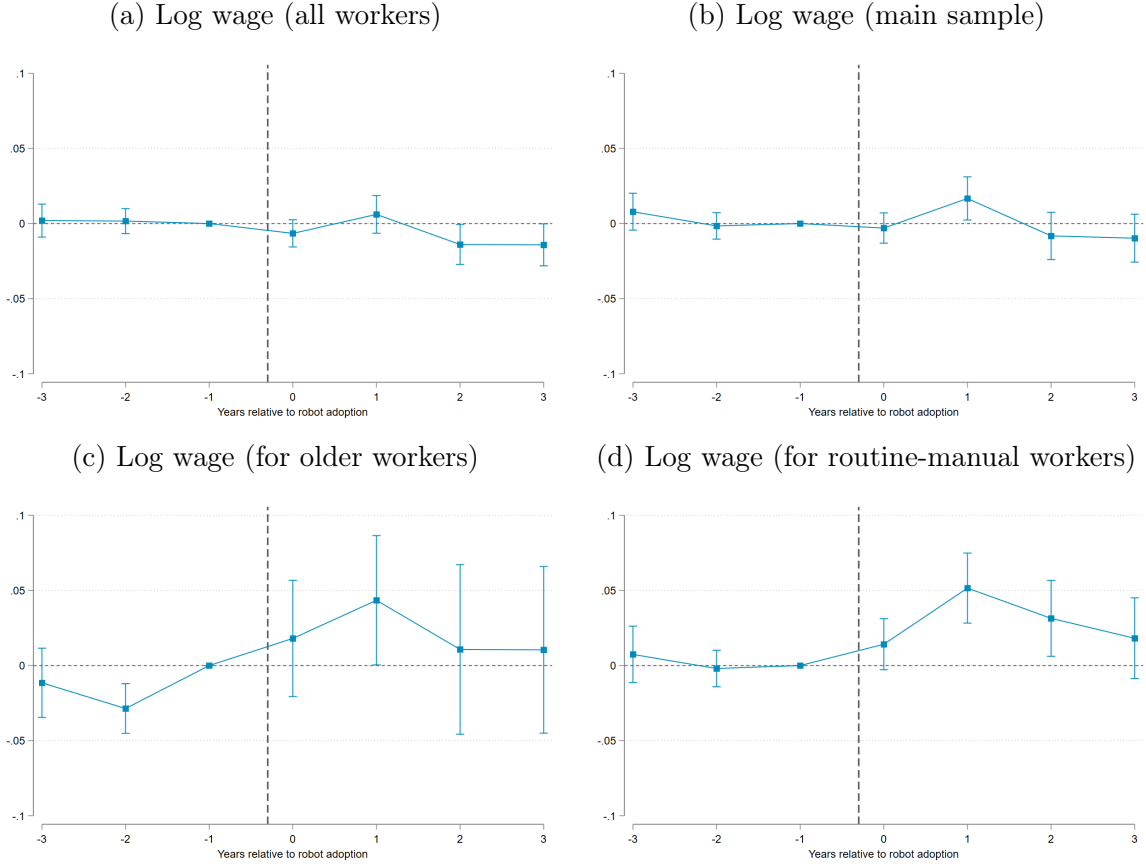 (a) Log wage (all workers)
.1
.05
0
-.05
-.1
-3 -2 -1 0 1 2 3
Years relative to robot adoption
(b) Log wage (main sample)
.1
.05
0
-.05
-.1
-3 -2 -1 0 1 2 3
Years relative to robot adoption
(c) Log wage (for older workers)
.1
.05
0
-.05
-.1
-3 -2 -1 0 1 2 3
Years relative to robot adoption
(d) Log wage (for routine-manual workers)
.1
.05
0
-.05
-.1
-3 -2 -1 0 1 2 3
Years relative to robot adoption